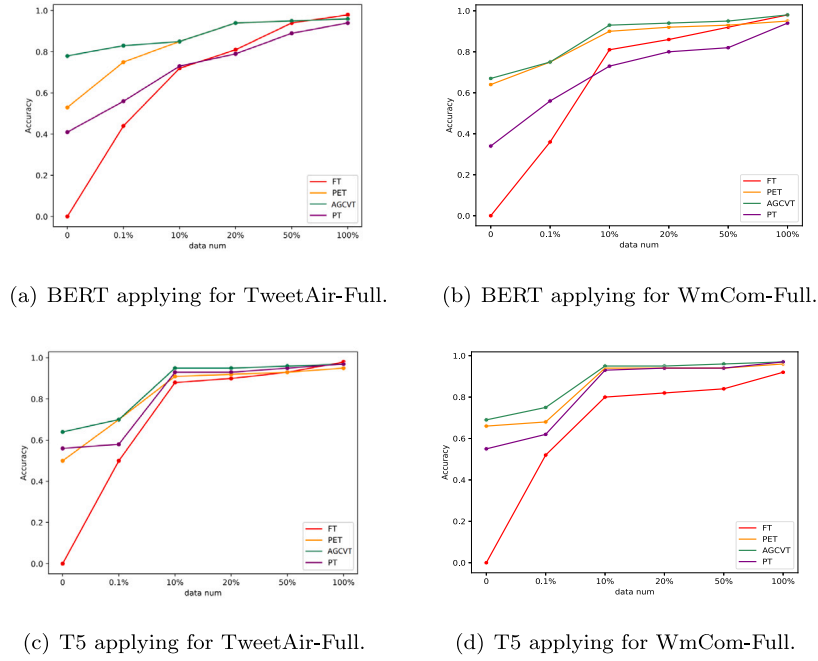 1.0
0.8
0.6
0.4
0.2
0.0
Accuracy
0 0.1% 10% 20% 50% 100%
data num
FT
PET
AGCVT
PT
(a) BERT applying for TweetAir-Full.
1.0
0.8
0.6
0.4
0.2
0.0
Accuracy
0 0.1% 10% 20% 50% 100%
data num
FT
PET
AGCVT
PT
(b) BERT applying for WmCom-Full.
1.0
0.8
0.6
0.4
0.2
0.0
Accuracy
0 0.1% 10% 20% 50% 100%
data num
FT
PET
AGCVT
PT
(c) T5 applying for TweetAir-Full.
1.0
0.8
0.6
0.4
0.2
0.0
Accuracy
0 0.1% 10% 20% 50% 100%
data num
FT
PET
AGCVT
PT
(d) T5 applying for WmCom-Full.